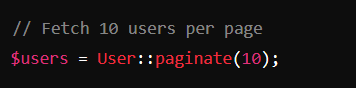 // Fetch 10 users per page
$users = User::paginate(10);